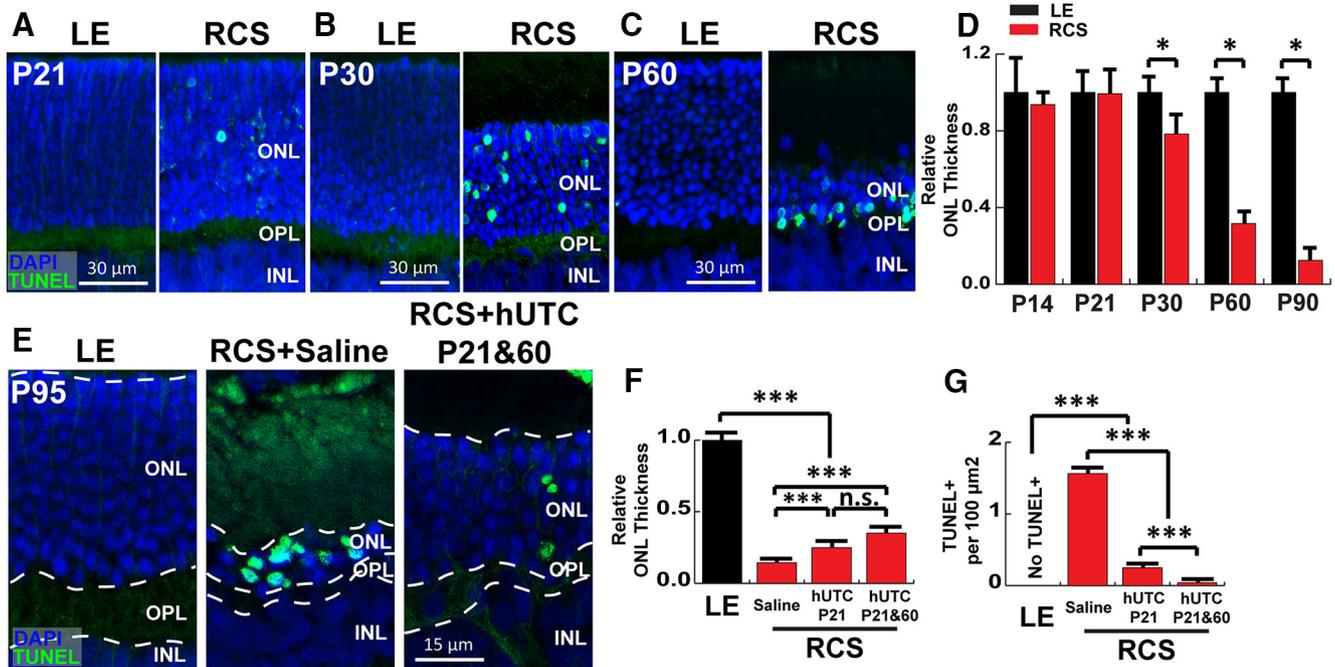 A
LE
RCS
P21
ONL
OPL
INL
DAPI
TUNEL
30 µm
B
LE
RCS
P30
ONL
OPL
INL
30 µm
C
LE
RCS
P60
ONL
OPL
INL
30 µm
D
LE
RCS
Relative
ONL Thickness
1.2
0.8
0.4
0.0
* * *
P14 P21 P30 P60 P90
E
LE
RCS+Saline
RCS+hUTC
P21&60
P95
ONL
OPL
INL
DAPI
TUNEL
ONL
OPL
INL
ONL
OPL
INL
15 µm
F
Relative
ONL Thickness
1.0
0.5
0.0
***
***
*** n.s.
LE
Saline
hUTC
P21
hUTC
P21&60
RCS
G
TUNEL+
per 100 µm2
2
1
0
***
***
***
No TUNEL+
LE
Saline
hUTC
P21
hUTC
P21&60
RCS